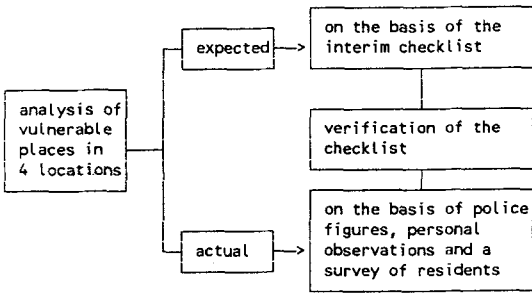 analysis of
vulnerable
places in
4 locations
expected
on the basis of the
interim checklist
verification of the
checklist
actual
on the basis of police
figures, personal
observations and a
survey of residents